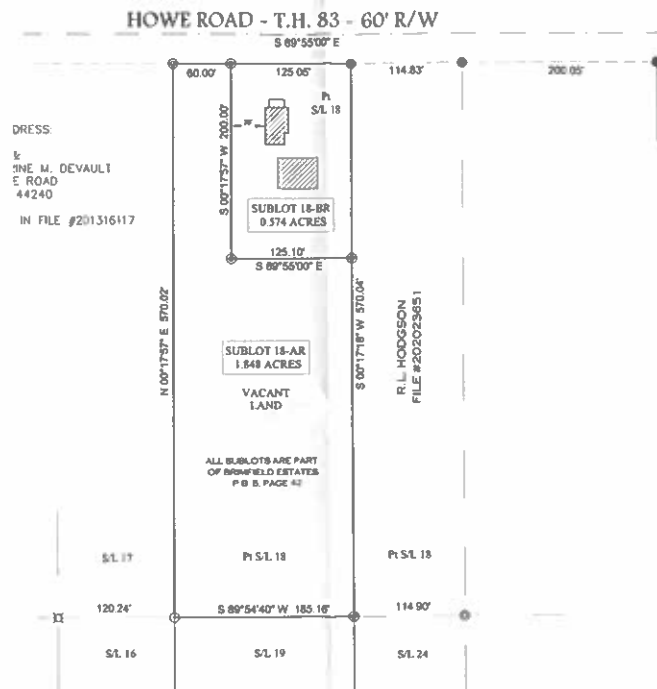 HOWE ROAD - T.H. 83 - 60' R/W
S 89°55'00" E
60.00'
125.05'
114.83'
200.05'
Pt
S/L 18
DRESS:
&
INE M. DEVAULT
E ROAD
44240
IN FILE #201316117
S 00°17'57" W 200.00'
SUBLOT 18-BR
0.574 ACRES
125.10'
S 89°55'00" E
N 00°17'57" E 570.02'
S 00°17'18" W 570.04'
R.L. HODGSON
FILE #202023651
SUBLOT 18-AR
1.848 ACRES
VACANT
LAND
ALL SUBLOTS ARE PART
OF BRIMFIELD ESTATES
P B 8, PAGE 42
S/L 17
Pt S/L 18
Pt S/L 18
120.24'
S 89°54'40" W 185.16'
114.90'
S/L 16
S/L 19
S/L 24